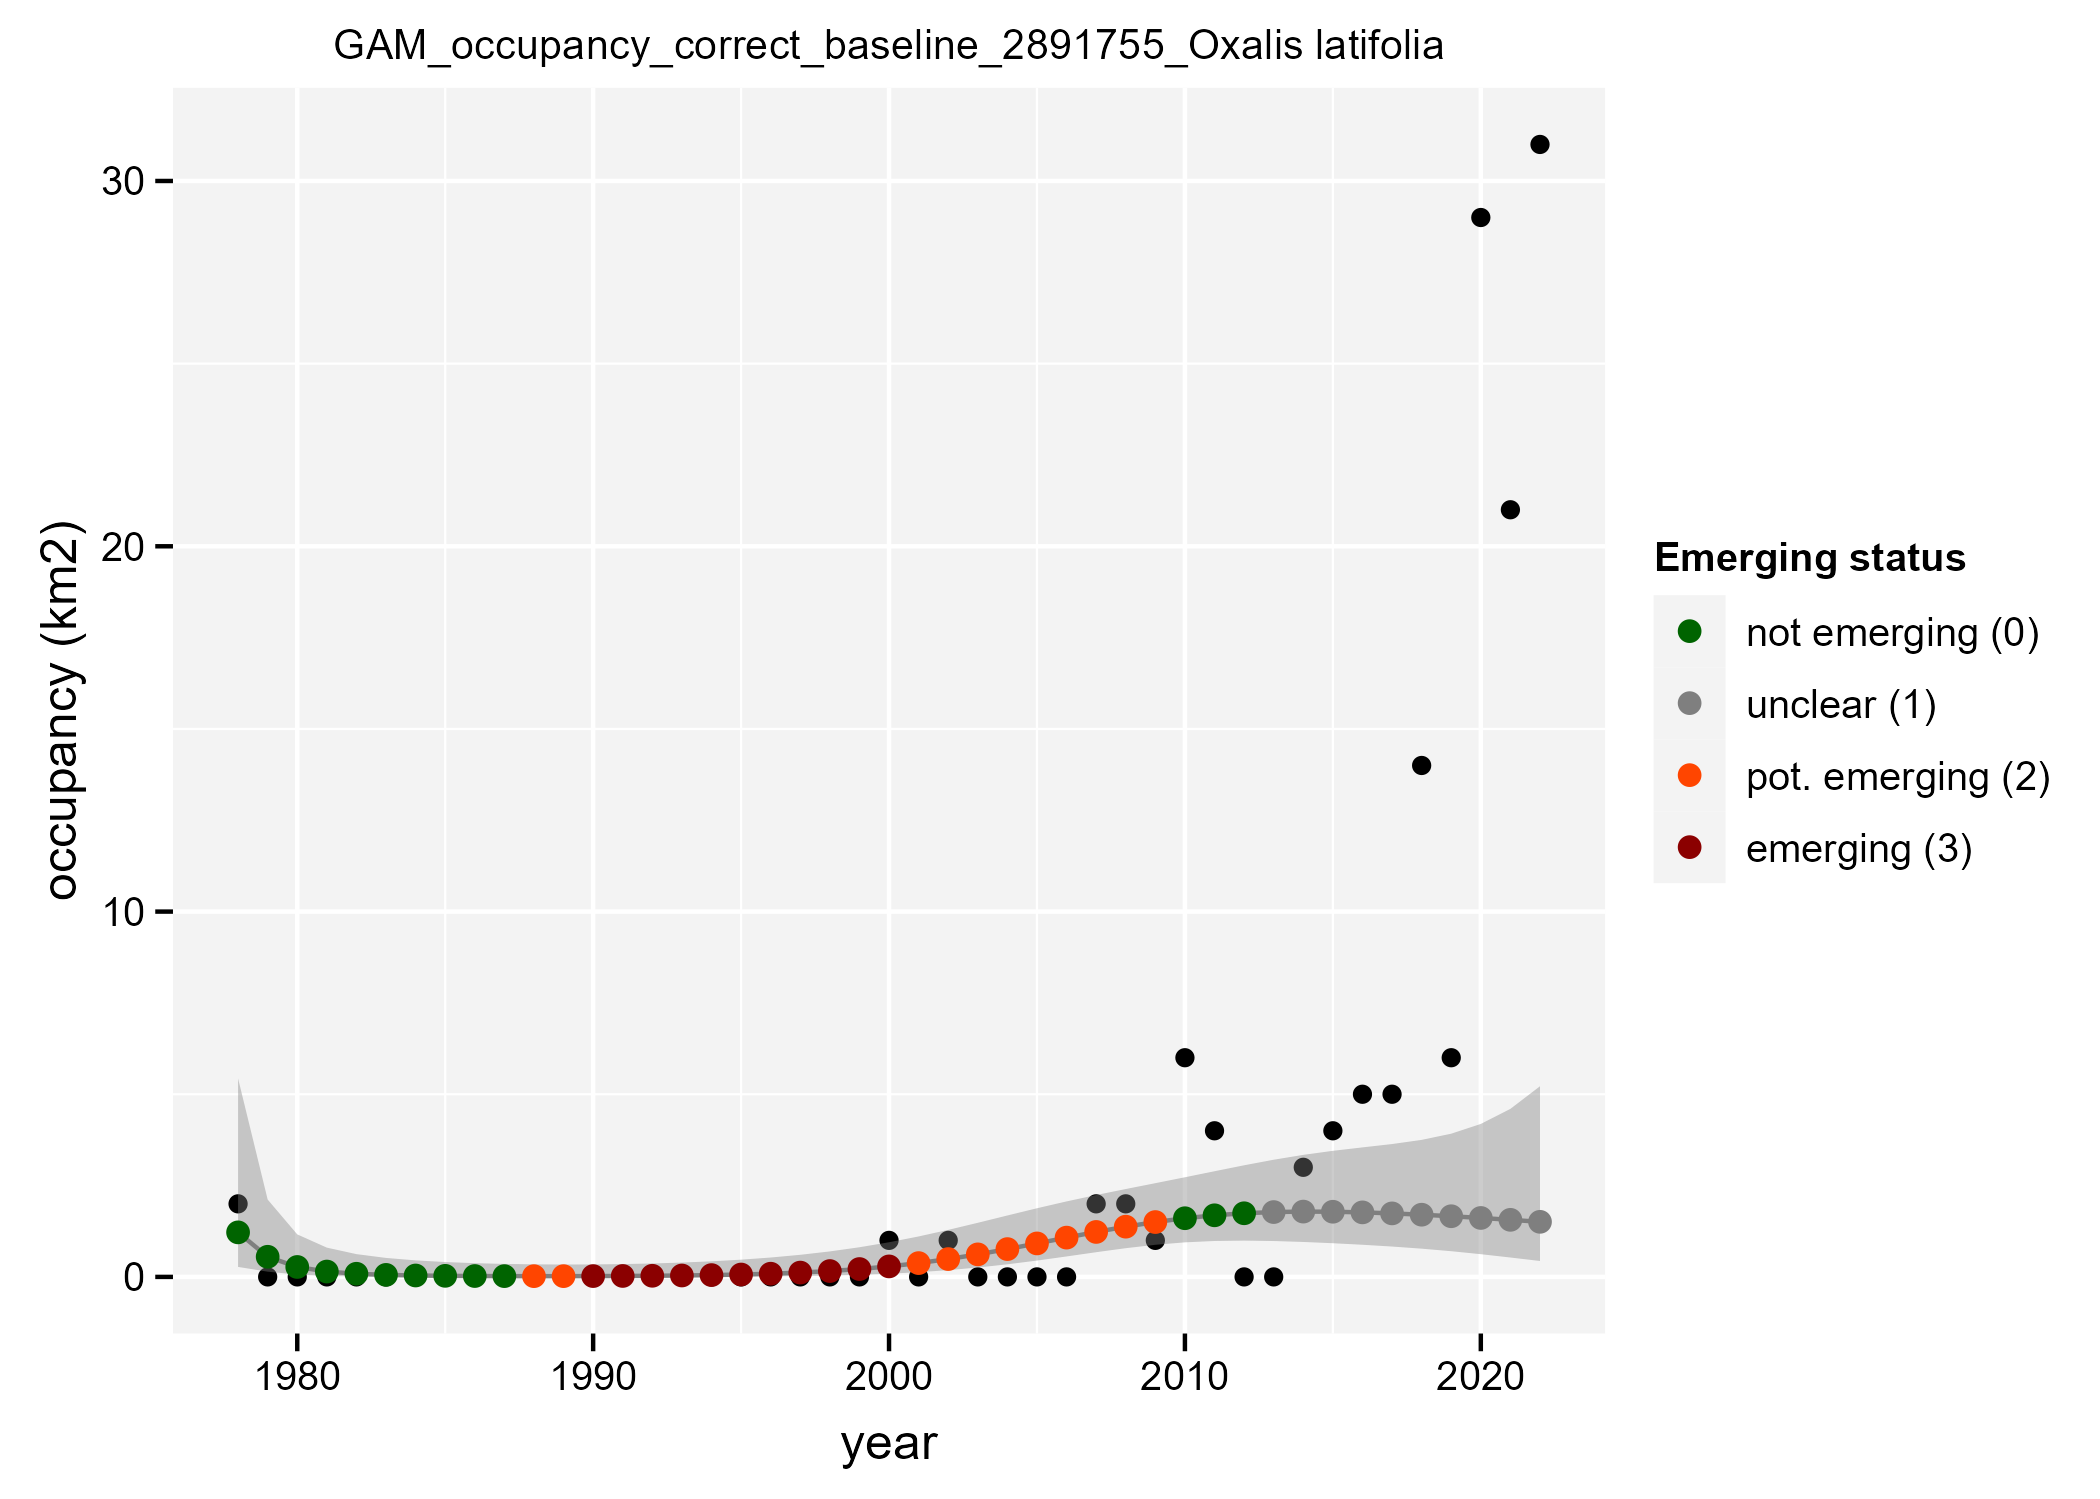 GAM_occupancy_correct_baseline_2891755_Oxalis latifolia
30
20
10
0
occupancy (km2)
1980
1990
2000
2010
2020
year
Emerging status
not emerging (0)
unclear (1)
pot. emerging (2)
emerging (3)